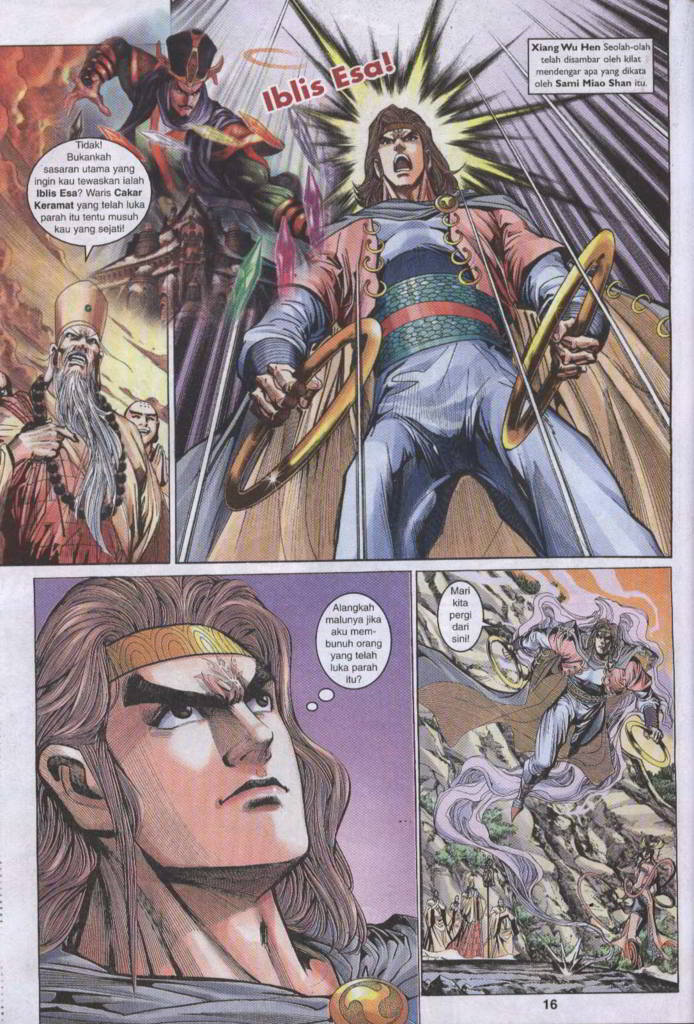 Tidak!
Bukankah
sasaran utama yang
ingin kau tewaskan ialah
Iblis Esa? Waris Cakar
Keramat yang telah luka
parah itu tentu musuh
kau yang sejati!
Iblis Esa!
Xiang Wu Hen Seolah-olah
telah disambar oleh kilat
mendengar apa yang dikata
oleh Sami Miao Shan itu.
Alangkah
malunya jika
aku mem-
bunuh orang
yang telah
luka parah
itu?
Mari
kita
pergi
dari
sini!
16